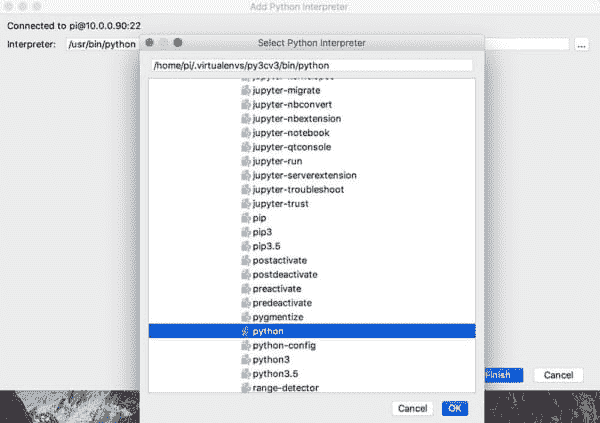 Add Python Interpreter
Connected to pi@10.0.0.90:22
Interpreter: /usr/bin/python
...
Select Python Interpreter
/home/pi/.virtualenvs/py3cv3/bin/python
jupyter-migrate
jupyter-nbconvert
jupyter-nbextension
jupyter-notebook
jupyter-qtconsole
jupyter-run
jupyter-serverextension
jupyter-troubleshoot
jupyter-trust
pip
pip3
pip3.5
postactivate
postdeactivate
preactivate
predeactivate
pygmentize
python
python-config
python3
python3.5
range-detector
Finish Cancel
Cancel OK